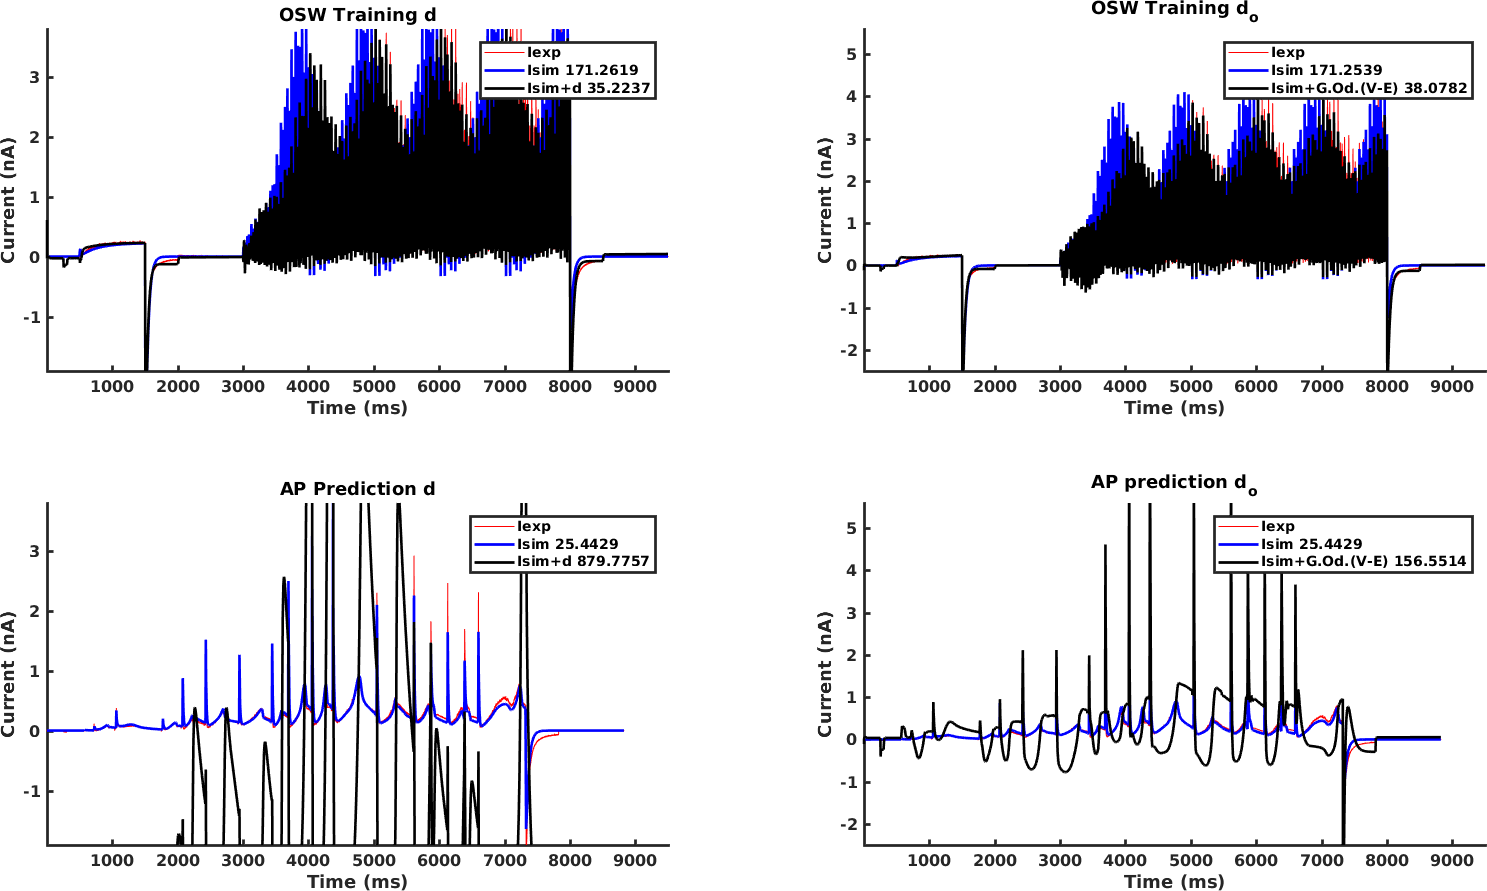 OSW Training d
Iexp
Isim 171.2619
Isim+d 35.2237
3
2
1
0
-1
Current (nA)
1000 2000 3000 4000 5000 6000 7000 8000 9000
Time (ms)
OSW Training do
Iexp
Isim 171.2539
Isim+G.Od.(V-E) 38.0782
5
4
3
2
1
0
-1
-2
Current (nA)
1000 2000 3000 4000 5000 6000 7000 8000 9000
Time (ms)
AP Prediction d
Iexp
Isim 25.4429
Isim+d 879.7757
3
2
1
0
-1
Current (nA)
1000 2000 3000 4000 5000 6000 7000 8000 9000
Time (ms)
AP prediction do
Iexp
Isim 25.4429
Isim+G.Od.(V-E) 156.5514
5
4
3
2
1
0
-1
-2
Current (nA)
1000 2000 3000 4000 5000 6000 7000 8000 9000
Time (ms)